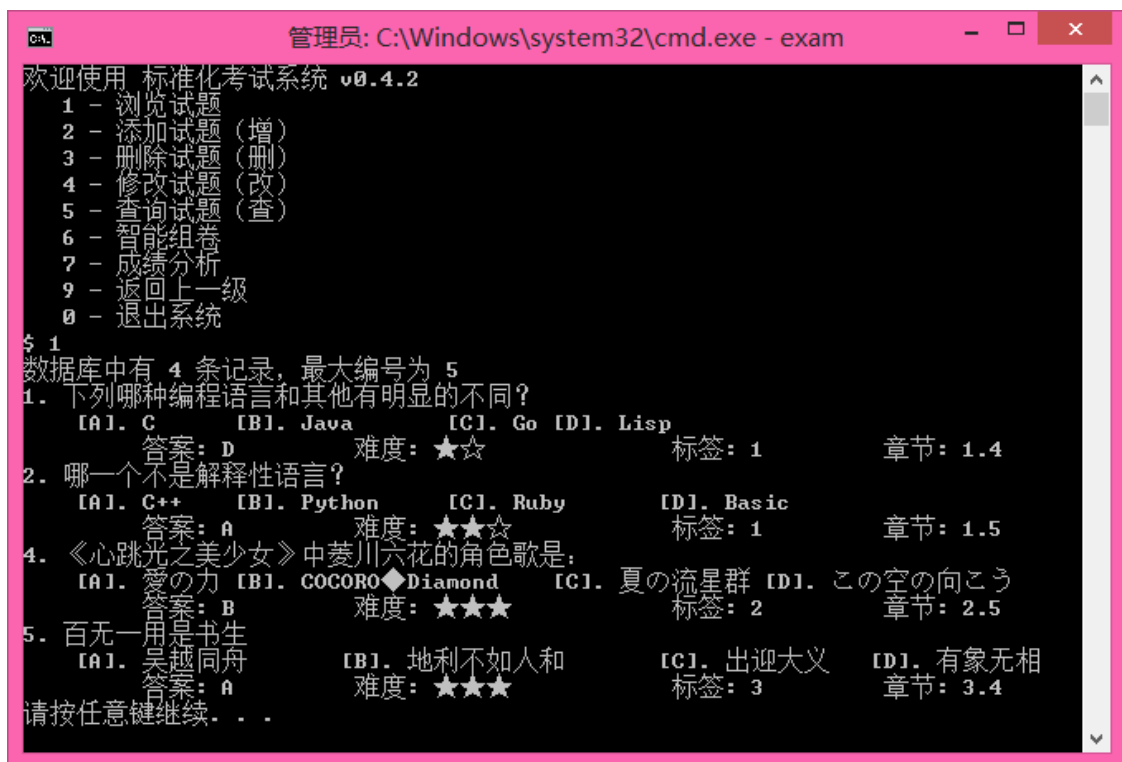 管理员: C:\Windows\system32\cmd.exe - exam
欢迎使用 标准化考试系统 v0.4.2
1 - 浏览试题
2 - 添加试题（增）
3 - 删除试题（删）
4 - 修改试题（改）
5 - 查询试题（查）
6 - 智能组卷
7 - 成绩分析
9 - 返回上一级
0 - 退出系统
$ 1
数据库中有 4 条记录，最大编号为 5
1. 下列哪种编程语言和其他有明显的不同？
[A]. C [B]. Java [C]. Go [D]. Lisp
答案: D 难度: ★☆ 标签: 1 章节: 1.4
2. 哪一个不是解释性语言？
[A]. C++ [B]. Python [C]. Ruby [D]. Basic
答案: A 难度: ★★☆ 标签: 1 章节: 1.5
4. 《心跳光之美少女》中菱川六花的角色歌是：
[A]. 愛の力 [B]. COCORO◆Diamond [C]. 夏の流星群 [D]. この空の向こう
答案: B 难度: ★★★ 标签: 2 章节: 2.5
5. 百无一用是书生
[A]. 吴越同舟 [B]. 地利不如人和 [C]. 出迎大义 [D]. 有象无相
答案: A 难度: ★★★ 标签: 3 章节: 3.4
请按任意键继续. . .